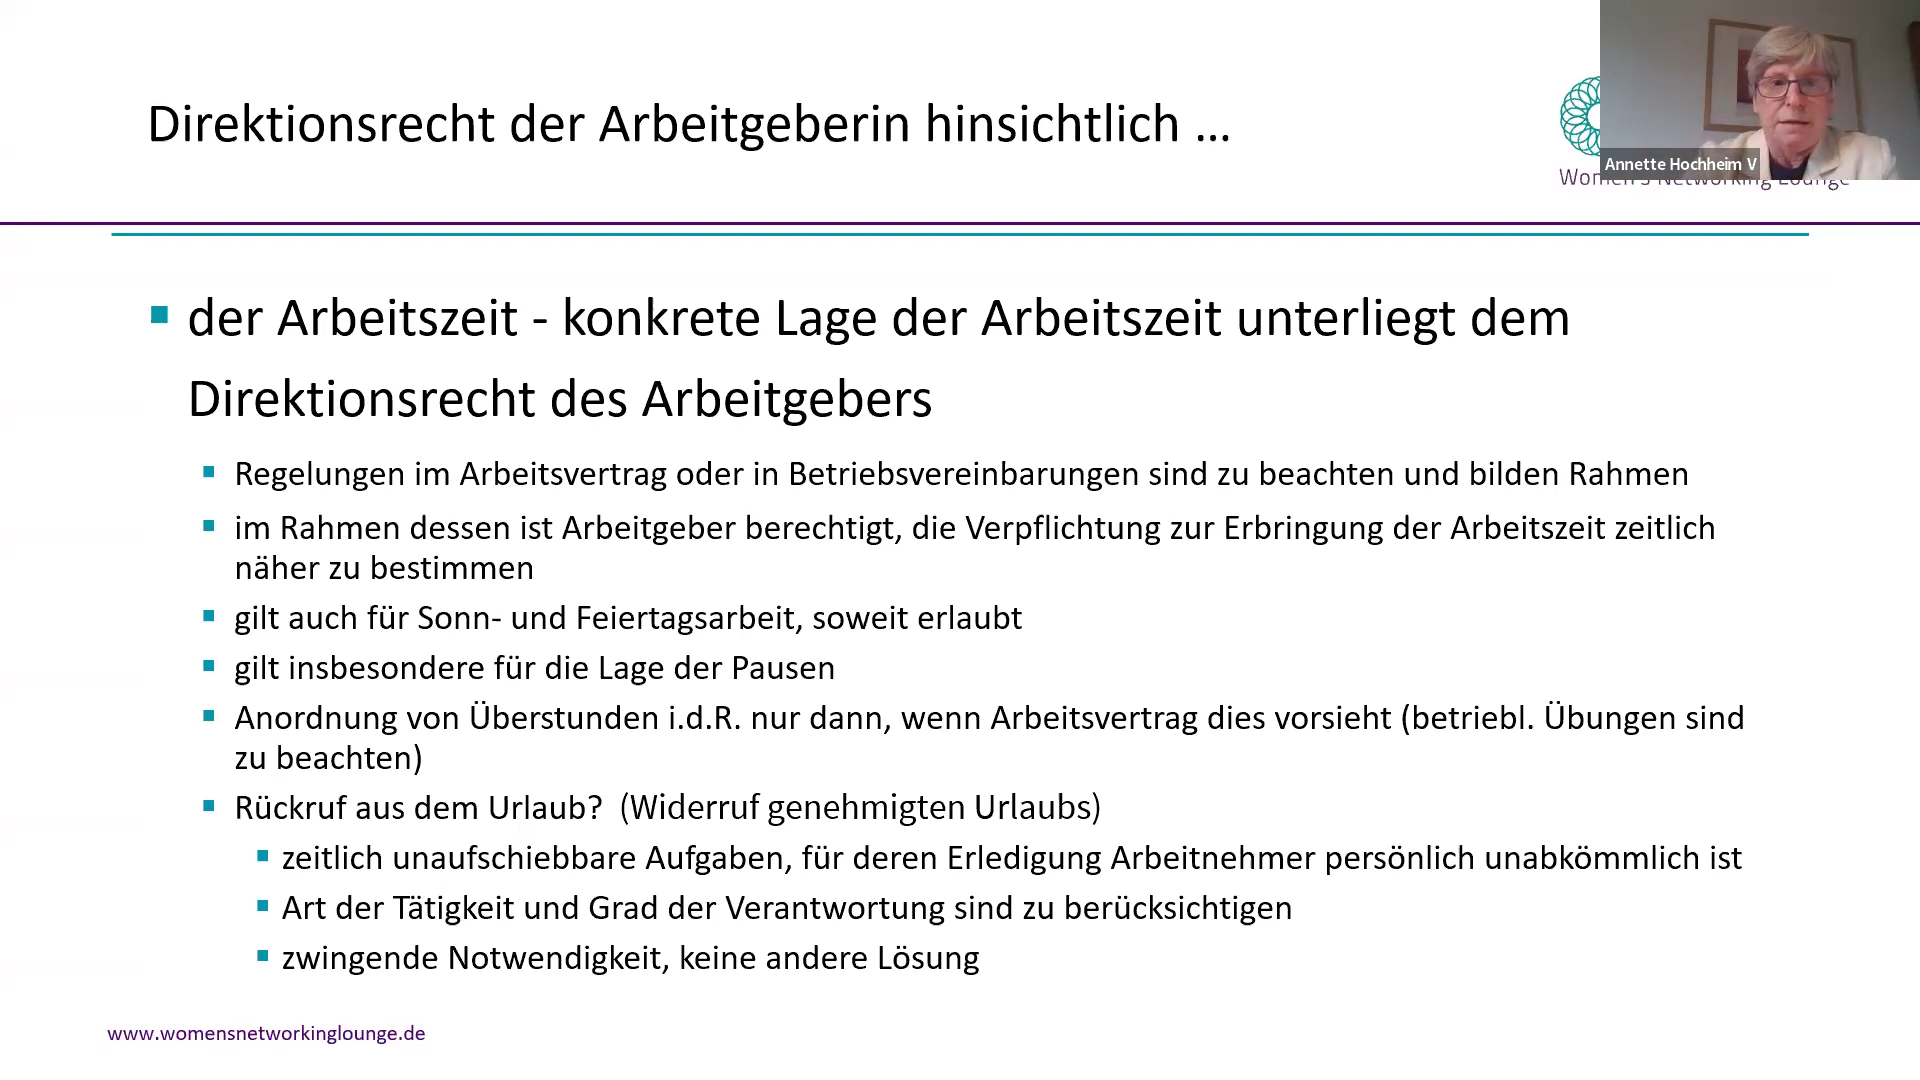 Direktionsrecht der Arbeitgeberin hinsichtlich ...
Annette Hochheim V
Women's Networking Lounge
der Arbeitszeit - konkrete Lage der Arbeitszeit unterliegt dem
Direktionsrecht des Arbeitgebers
Regelungen im Arbeitsvertrag oder in Betriebsvereinbarungen sind zu beachten und bilden Rahmen
im Rahmen dessen ist Arbeitgeber berechtigt, die Verpflichtung zur Erbringung der Arbeitszeit zeitlich
näher zu bestimmen
gilt auch für Sonn- und Feiertagsarbeit, soweit erlaubt
gilt insbesondere für die Lage der Pausen
Anordnung von Überstunden i.d.R. nur dann, wenn Arbeitsvertrag dies vorsieht (betriebl. Übungen sind
zu beachten)
Rückruf aus dem Urlaub? (Widerruf genehmigten Urlaubs)
zeitlich unaufschiebbare Aufgaben, für deren Erledigung Arbeitnehmer persönlich unabkömmlich ist
Art der Tätigkeit und Grad der Verantwortung sind zu berücksichtigen
zwingende Notwendigkeit, keine andere Lösung
www.womensnetworkinglounge.de